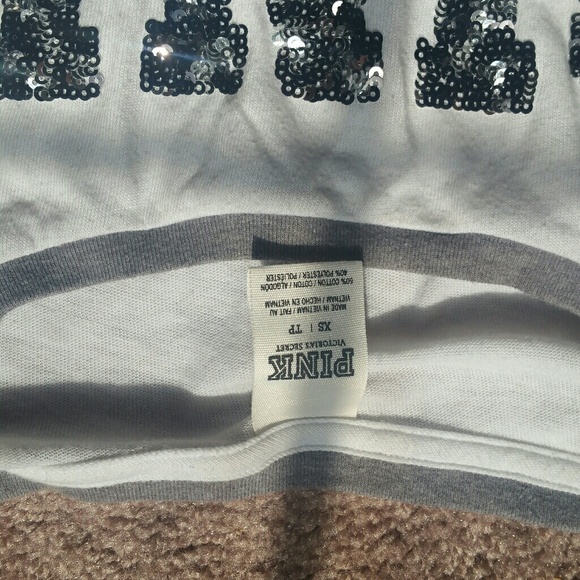 PINK
VICTORIA'S SECRET
XS | TP
MADE IN VIETNAM / FAIT AU
VIETNAM / HECHO EN VIETNAM
60% COTTON / COTON / ALGODÓN
40% POLYESTER / POLIESTER